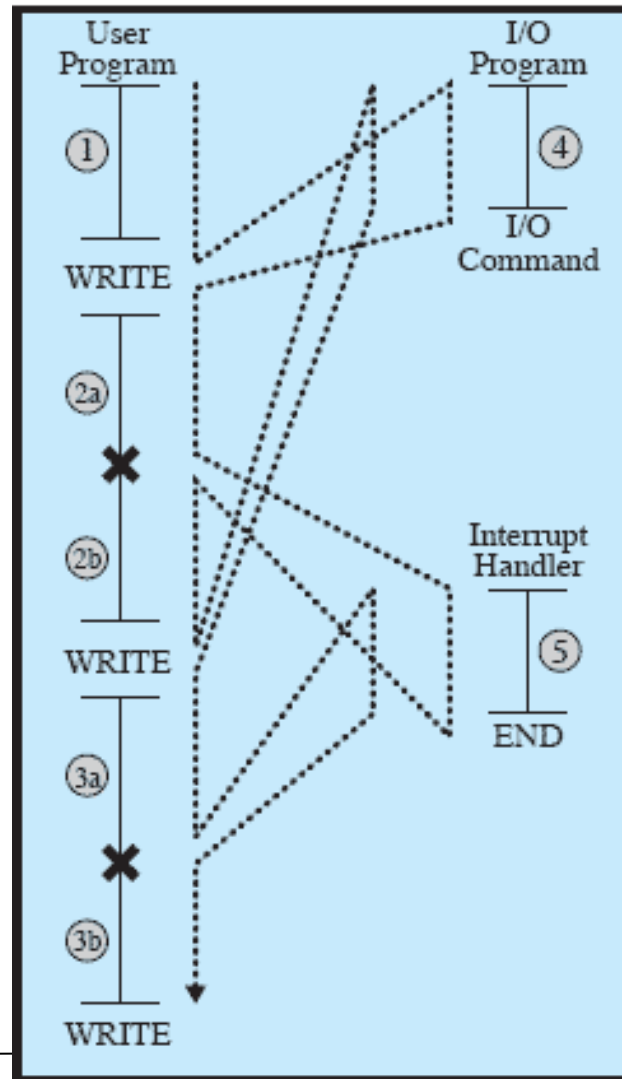 User
Program
1
WRITE
2a
2b
WRITE
3a
3b
WRITE
I/O
Program
4
I/O
Command
Interrupt
Handler
5
END